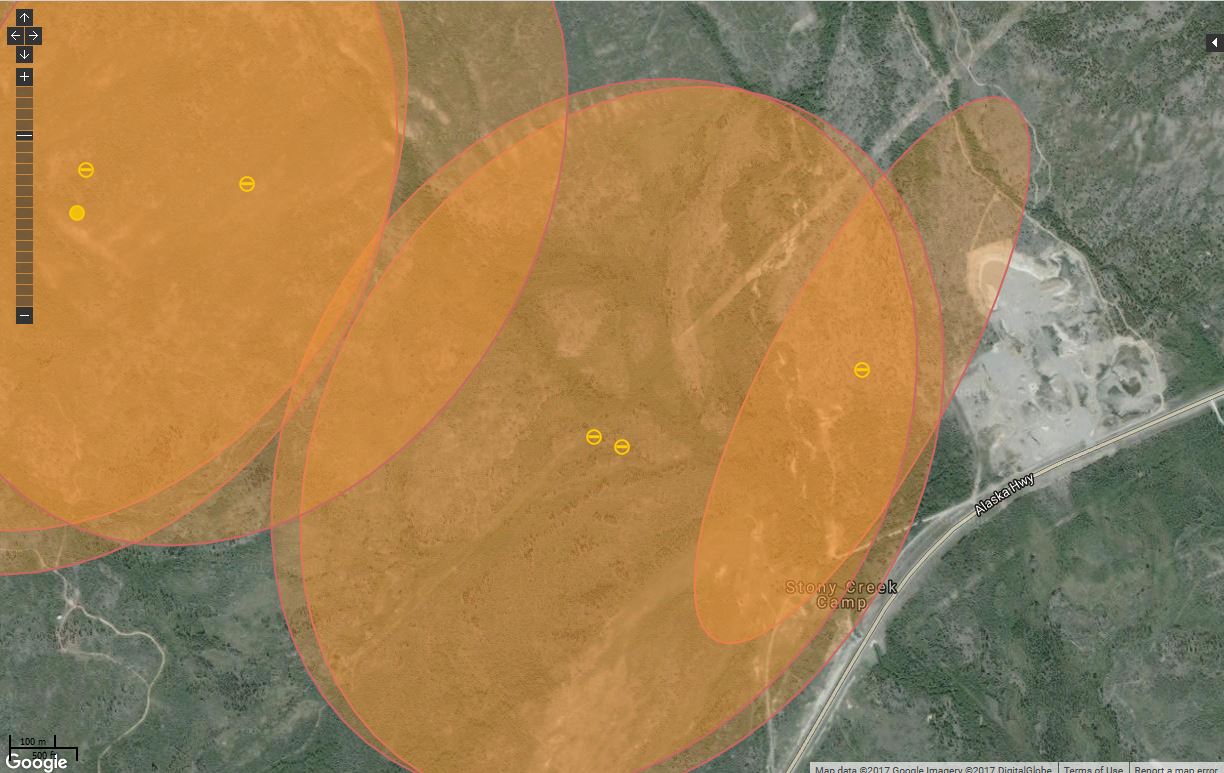 Alaska Hwy
Stony Creek
Camp
100 m
500 ft
Google
Map data ©2017 Google Imagery ©2017 DigitalGlobe
Terms of Use
Report a map error